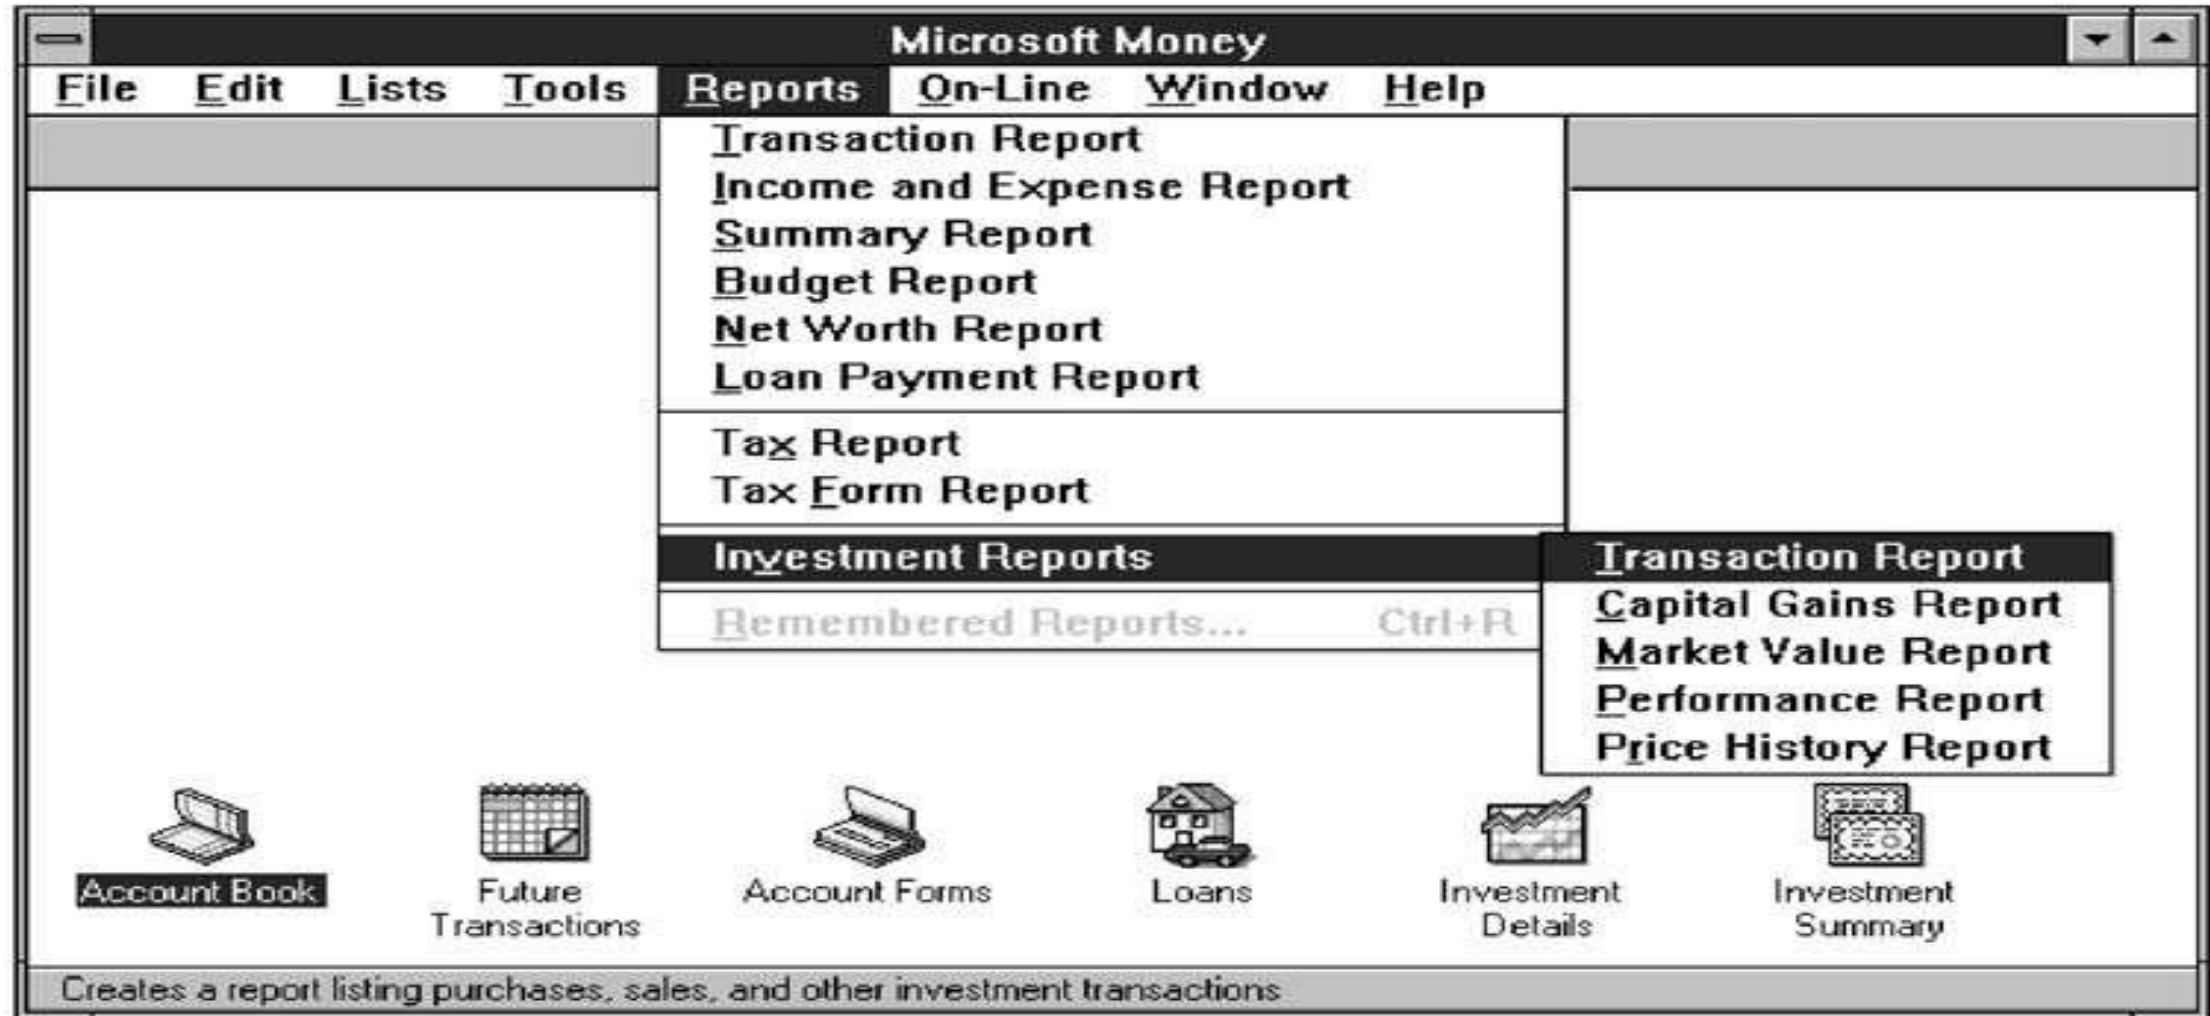 Microsoft Money
File Edit Lists Tools Reports On-Line Window Help
Transaction Report
Income and Expense Report
Summary Report
Budget Report
Net Worth Report
Loan Payment Report
Tax Report
Tax Form Report
Investment Reports
Remembered Reports... Ctrl+R
Transaction Report
Capital Gains Report
Market Value Report
Performance Report
Price History Report
Account Book
Future
Transactions
Account Forms
Loans
Investment
Details
Investment
Summary
Creates a report listing purchases, sales, and other investment transactions